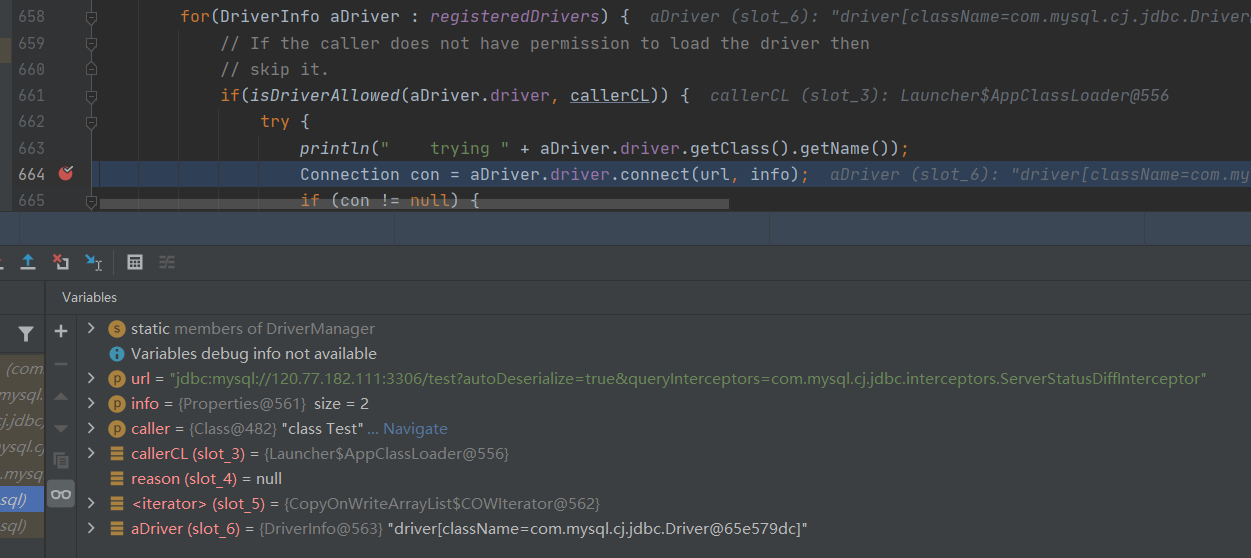 658 for(DriverInfo aDriver : registeredDrivers) { aDriver (slot_6): "driver[className=com.mysql.cj.jdbc.Driver
659 // If the caller does not have permission to load the driver then
660 // skip it.
661 if(isDriverAllowed(aDriver.driver, callerCL)) { callerCL (slot_3): Launcher$AppClassLoader@556
662 try {
663 println("    trying " + aDriver.driver.getClass().getName());
664 Connection con = aDriver.driver.connect(url, info); aDriver (slot_6): "driver[className=com.my
665 if (con != null) {
Variables
s static members of DriverManager
i Variables debug info not available
(com.
p url = "jdbc:mysql://120.77.182.111:3306/test?autoDeserialize=true&queryInterceptors=com.mysql.cj.jdbc.interceptors.ServerStatusDiffInterceptor"
mysql.
p info = {Properties@561} size = 2
cj.jdbc)
p caller = {Class@482} "class Test" ... Navigate
ysql.cj
callerCL (slot_3) = {Launcher$AppClassLoader@556}
.mysq
reason (slot_4) = null
sql)
<iterator> (slot_5) = {CopyOnWriteArrayList$COWIterator@562}
sql)
aDriver (slot_6) = {DriverInfo@563} "driver[className=com.mysql.cj.jdbc.Driver@65e579dc]"